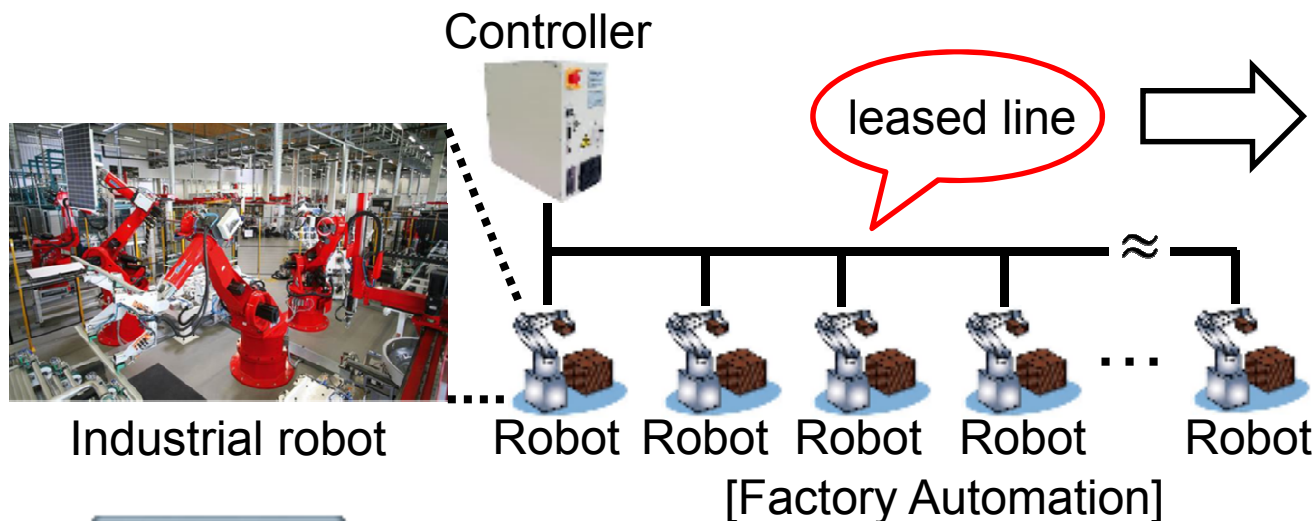 Controller
leased line
≈
Industrial robot
Robot Robot Robot Robot ... Robot
[Factory Automation]